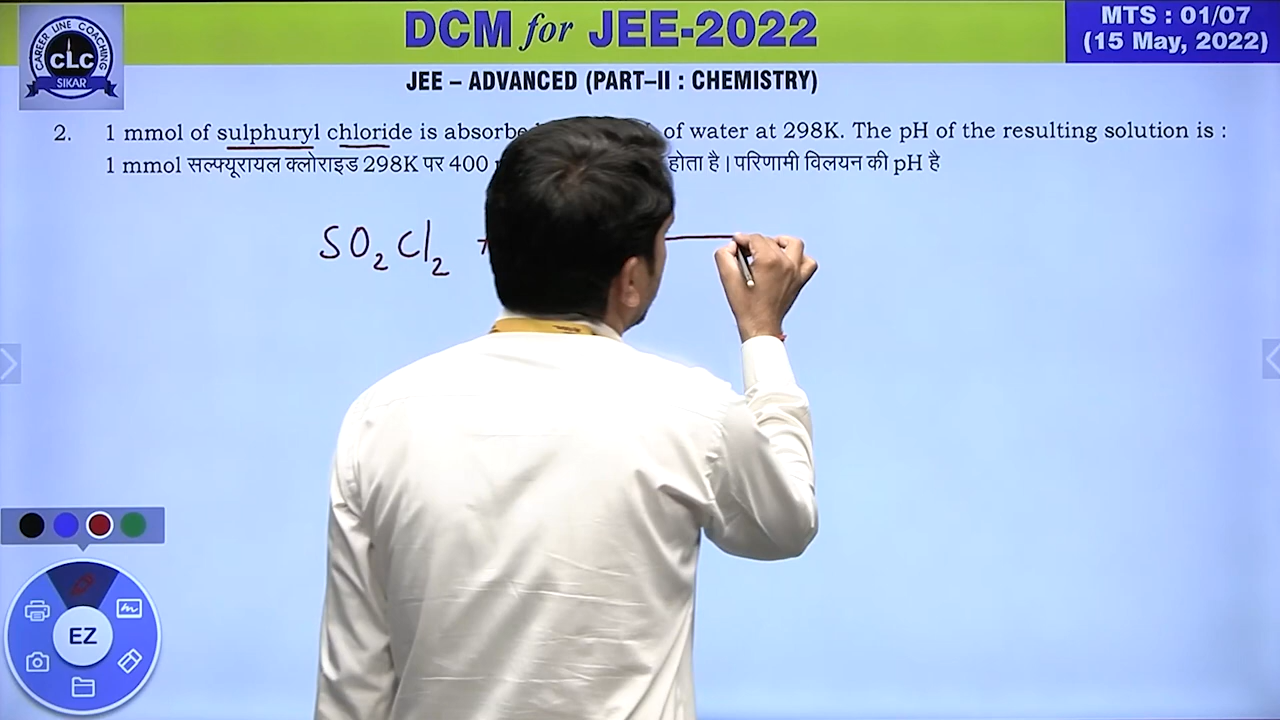 DCM for JEE-2022
MTS : 01/07
(15 May, 2022)
CAREER LINE COACHING
CLC
SIKAR
JEE – ADVANCED (PART–II : CHEMISTRY)
2. 1 mmol of sulphuryl chloride is of water at 298K. The pH of the resulting solution is :
1 mmol सल्फ्यूरायल क्लोराइड 298K पर 400 होता है। परिणामी विलयन की pH है
SO₂Cl₂ +
EZ